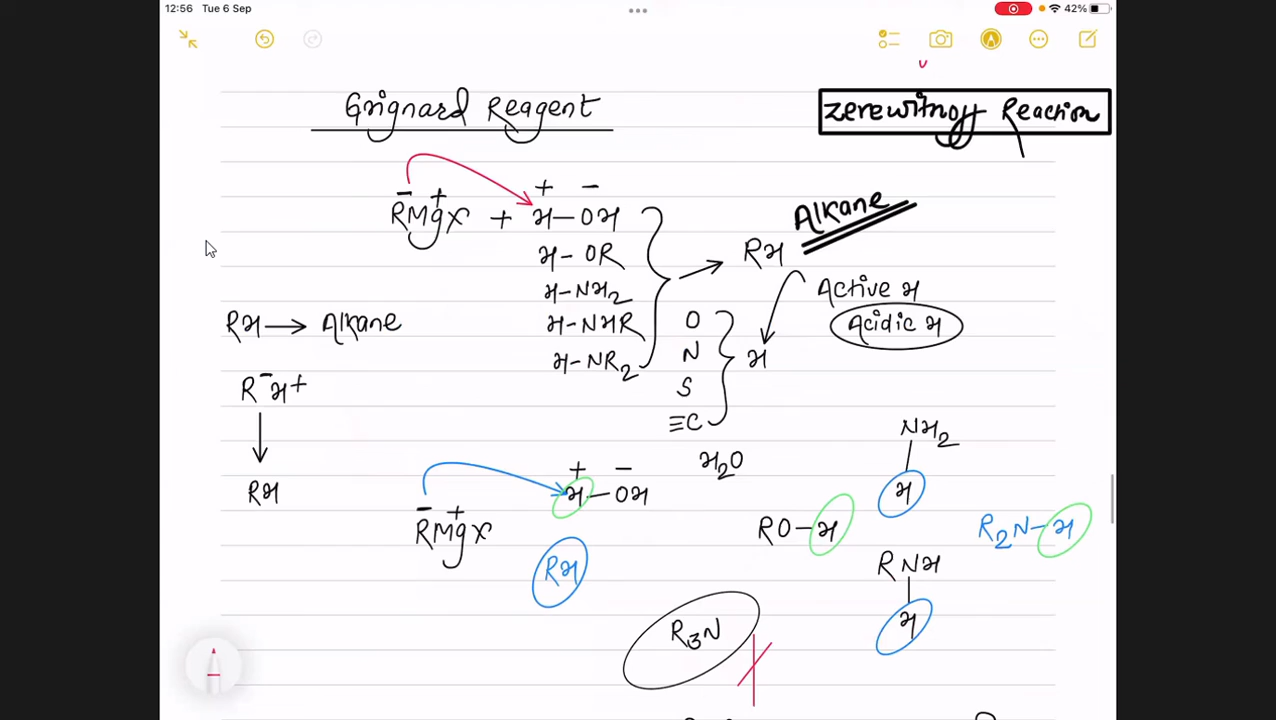 12:56 Tue 6 Sep
42%
Grignard Reagent
zerewitnoff Reaction
RMgX + H-OH
- +
+ -
H-OR
H-NH2
H-NHR
H-NR2
RH
Alkane
Active H
Acidic H
O
N
S
≡C
H
RH → Alkane
R-H+
RH
H2O
+ -
H-OH
- +
RMgX
RH
NH2
H
RO-H
R2N-H
RNH
H
R3N